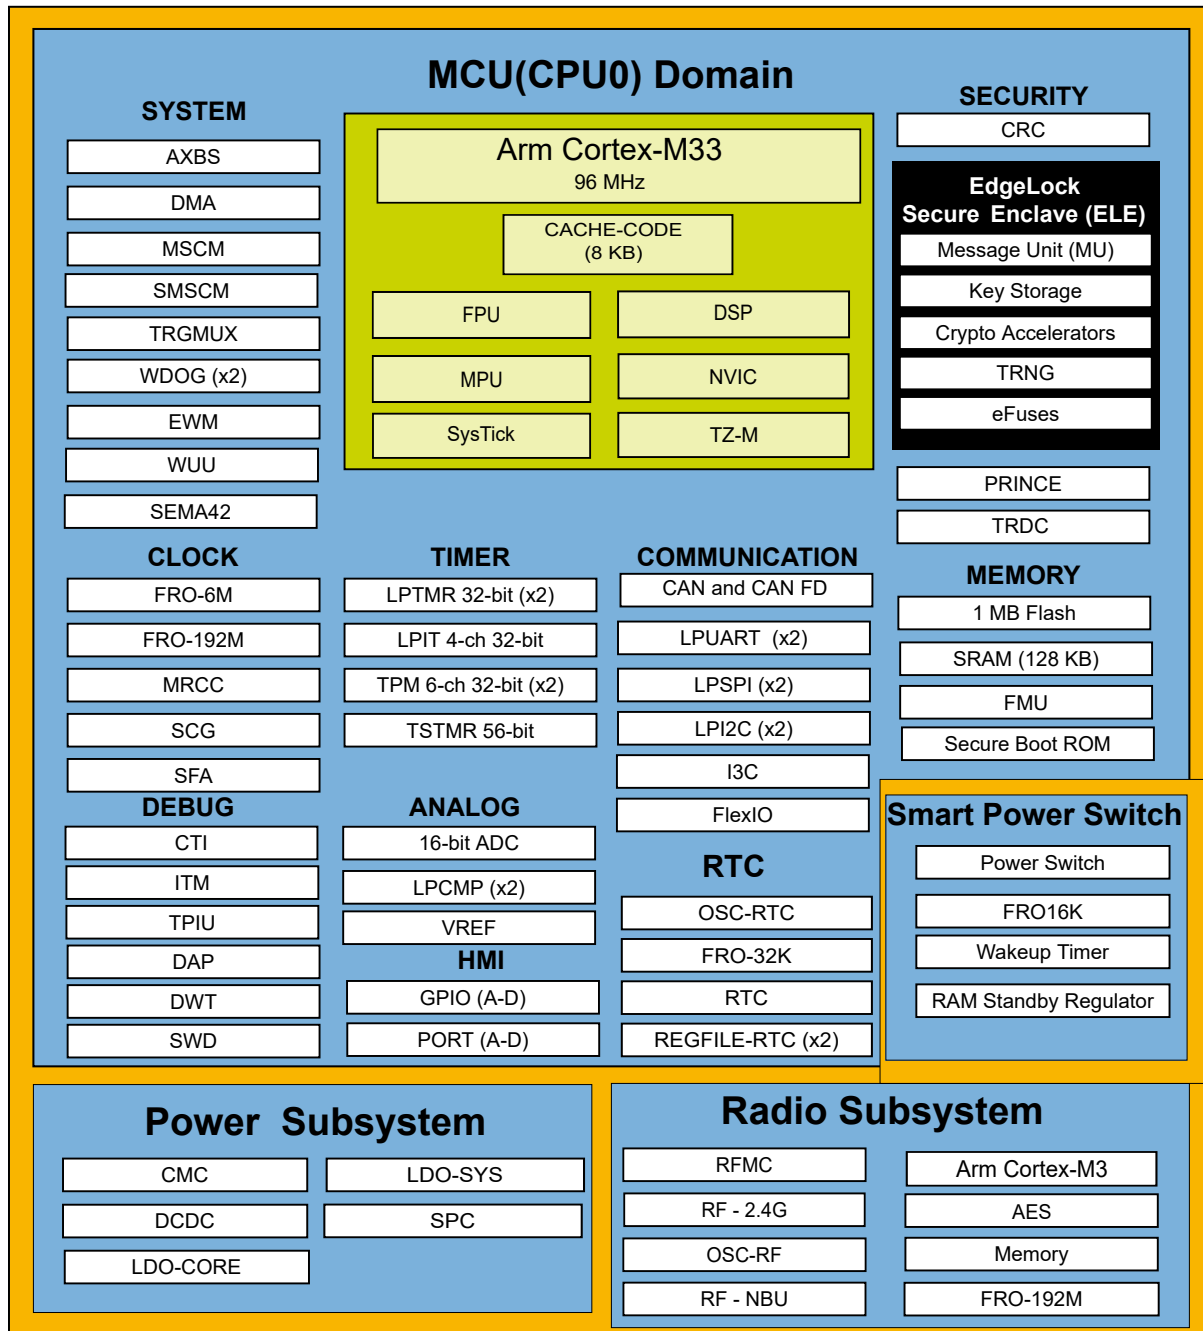 MCU(CPU0) Domain
SYSTEM
AXBS
DMA
MSCM
SMSCM
TRGMUX
WDOG (x2)
EWM
WUU
SEMA42
Arm Cortex-M33
96 MHz
CACHE-CODE
(8 KB)
FPU
DSP
MPU
NVIC
SysTick
TZ-M
SECURITY
CRC
EdgeLock
Secure Enclave (ELE)
Message Unit (MU)
Key Storage
Crypto Accelerators
TRNG
eFuses
PRINCE
TRDC
CLOCK
FRO-6M
FRO-192M
MRCC
SCG
SFA
TIMER
LPTMR 32-bit (x2)
LPIT 4-ch 32-bit
TPM 6-ch 32-bit (x2)
TSTMR 56-bit
COMMUNICATION
CAN and CAN FD
LPUART (x2)
LPSPI (x2)
LPI2C (x2)
I3C
FlexIO
MEMORY
1 MB Flash
SRAM (128 KB)
FMU
Secure Boot ROM
DEBUG
CTI
ITM
TPIU
DAP
DWT
SWD
ANALOG
16-bit ADC
LPCMP (x2)
VREF
HMI
GPIO (A-D)
PORT (A-D)
RTC
OSC-RTC
FRO-32K
RTC
REGFILE-RTC (x2)
Smart Power Switch
Power Switch
FRO16K
Wakeup Timer
RAM Standby Regulator
Power Subsystem
CMC
LDO-SYS
DCDC
SPC
LDO-CORE
Radio Subsystem
RFMC
Arm Cortex-M3
RF - 2.4G
AES
OSC-RF
Memory
RF - NBU
FRO-192M